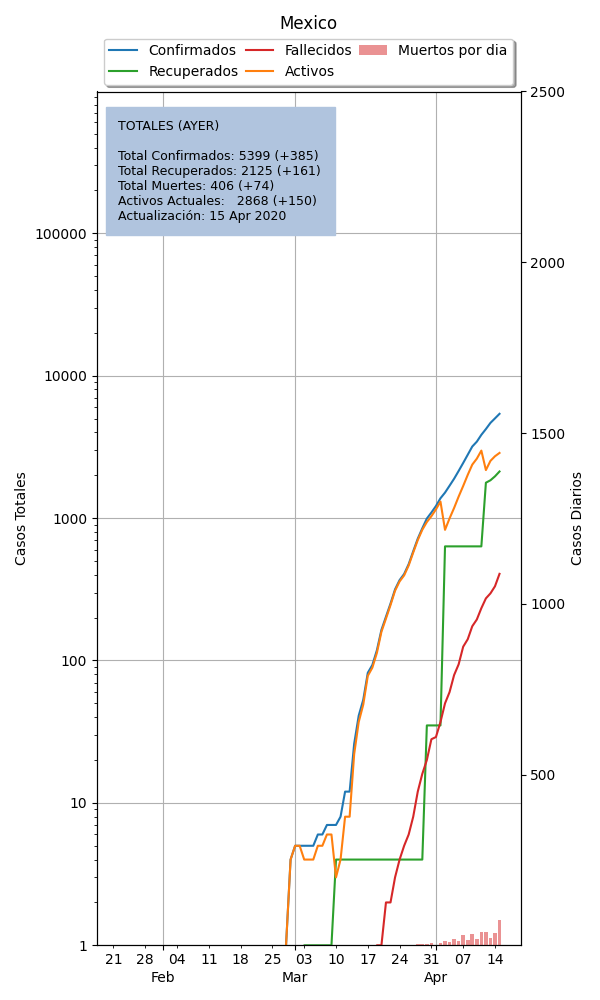 Mexico
Confirmados Fallecidos Muertos por dia
Recuperados Activos
TOTALES (AYER)
Total Confirmados: 5399 (+385)
Total Recuperados: 2125 (+161)
Total Muertes: 406 (+74)
Activos Actuales: 2868 (+150)
Actualización: 15 Apr 2020
Casos Totales
100000
10000
1000
100
10
1
2500
2000
1500
1000
500
Casos Diarios
21 28 04 11 18 25 03 10 17 24 31 07 14
Feb Mar Apr